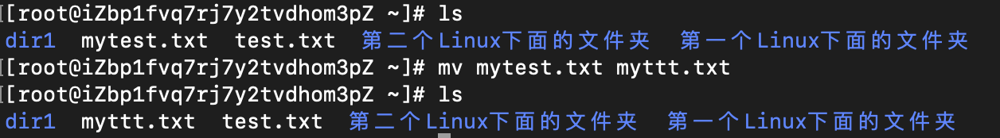 [[root@iZbp1fvq7rj7y2tvdhom3pZ ~]# ls
dir1  mytest.txt  test.txt  第二个Linux下面的文件夹  第一个Linux下面的文件夹
[[root@iZbp1fvq7rj7y2tvdhom3pZ ~]# mv mytest.txt myttt.txt
[[root@iZbp1fvq7rj7y2tvdhom3pZ ~]# ls
dir1  myttt.txt  test.txt  第二个Linux下面的文件夹  第一个Linux下面的文件夹